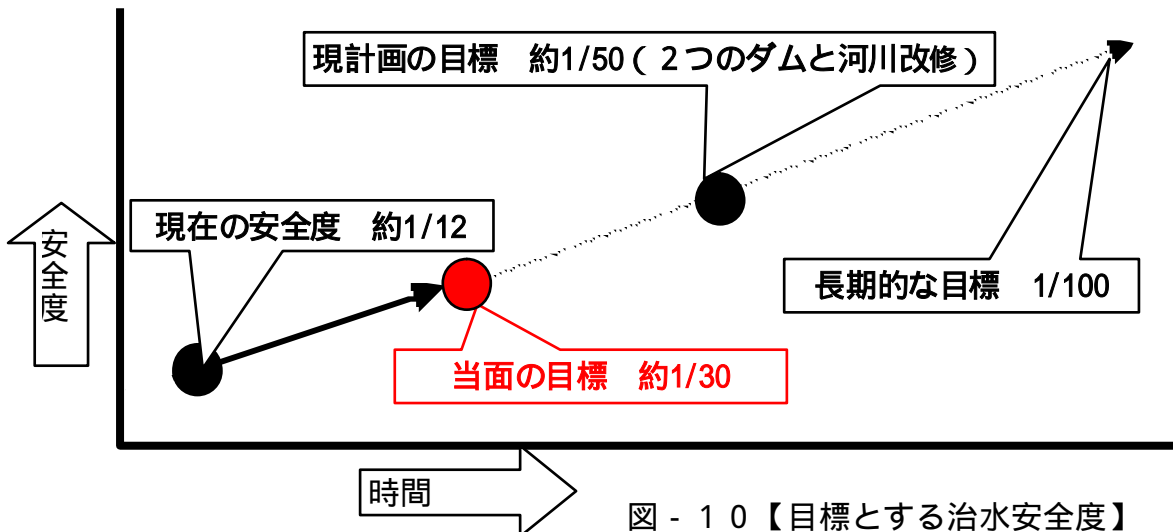 現計画の目標　約1/50(２つのダムと河川改修)
現在の安全度　約1/12
安全度
長期的な目標　1/100
当面の目標　約1/30
時間
図-１０【目標とする治水安全度】